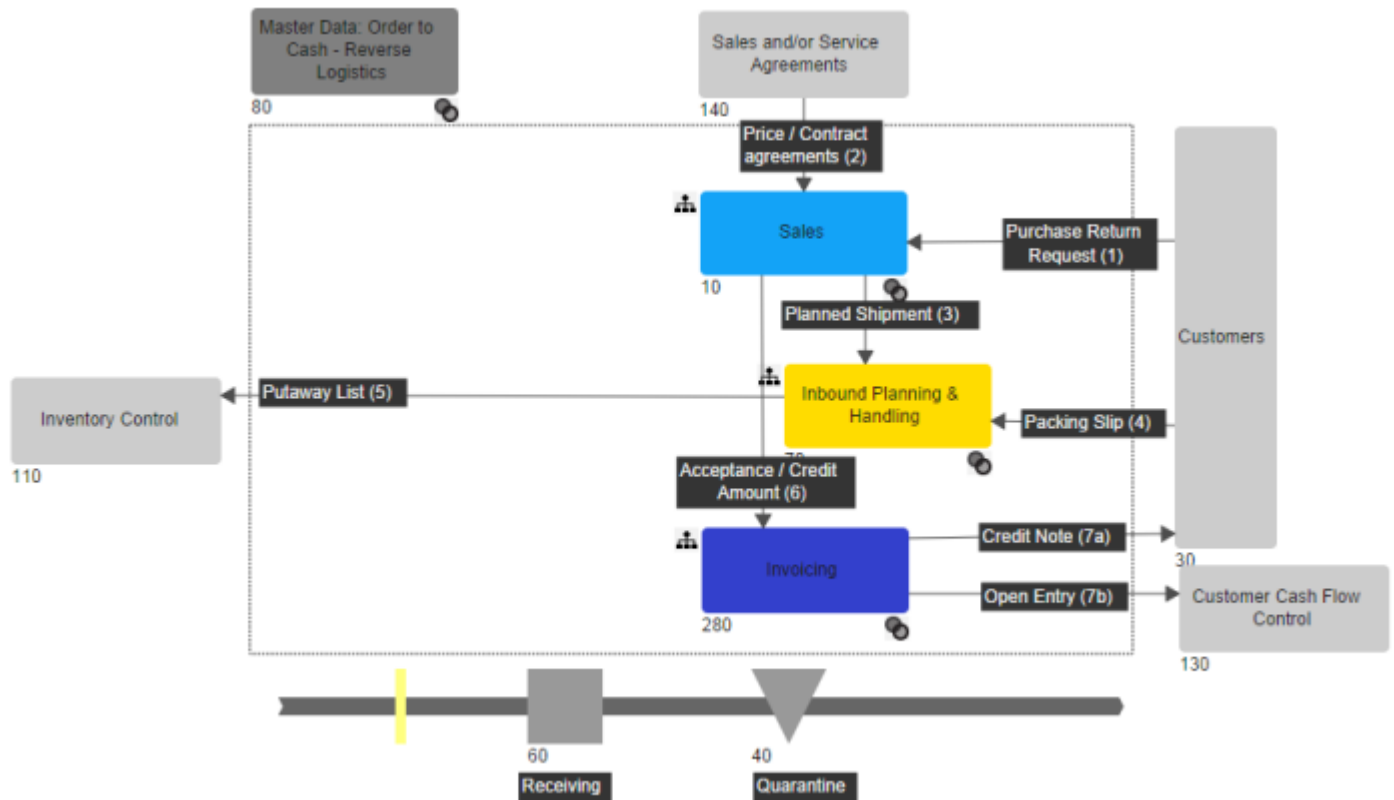 Master Data: Order to
Cash - Reverse
Logistics
80
Sales and/or Service
Agreements
140
Price / Contract
agreements (2)
Sales
10
Purchase Return
Request (1)
Planned Shipment (3)
Customers
30
Putaway List (5)
Inventory Control
110
Inbound Planning &
Handling
Packing Slip (4)
Acceptance / Credit
Amount (6)
Invoicing
280
Credit Note (7a)
Open Entry (7b)
Customer Cash Flow
Control
130
60
Receiving
40
Quarantine